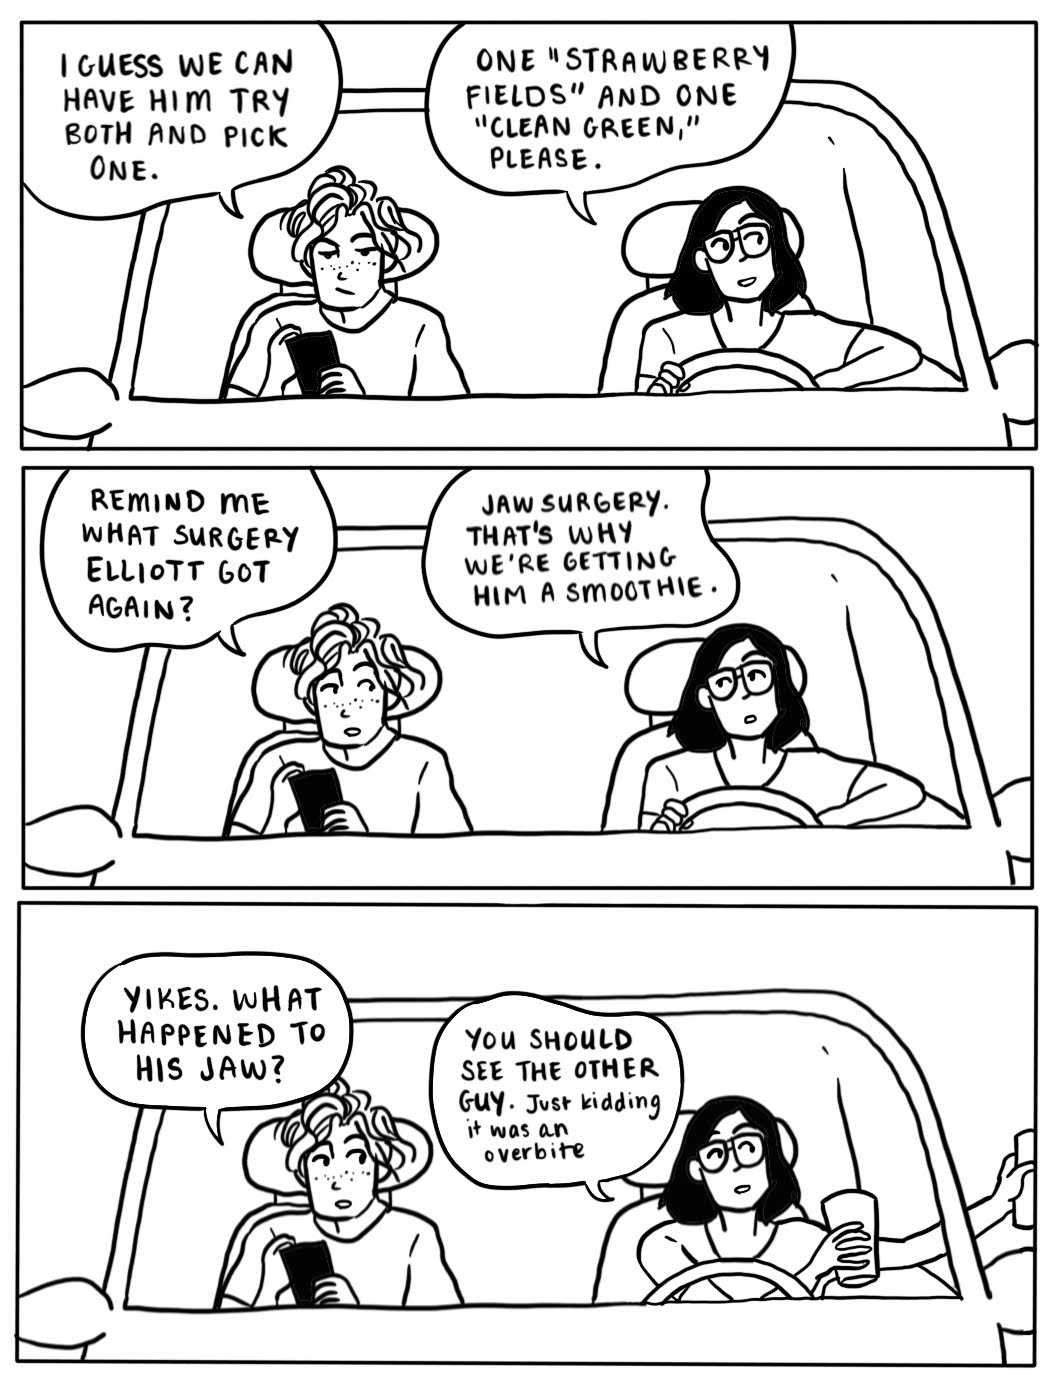 I GUESS WE CAN
HAVE HIM TRY
BOTH AND PICK
ONE.
ONE "STRAWBERRY
FIELDS" AND ONE
"CLEAN GREEN,"
PLEASE.
REMIND ME
WHAT SURGERY
ELLIOTT GOT
AGAIN?
JAW SURGERY.
THAT'S WHY
WE'RE GETTING
HIM A SMOOTHIE.
YIKES. WHAT
HAPPENED TO
HIS JAW?
YOU SHOULD
SEE THE OTHER
GUY. Just kidding
it was an
overbite